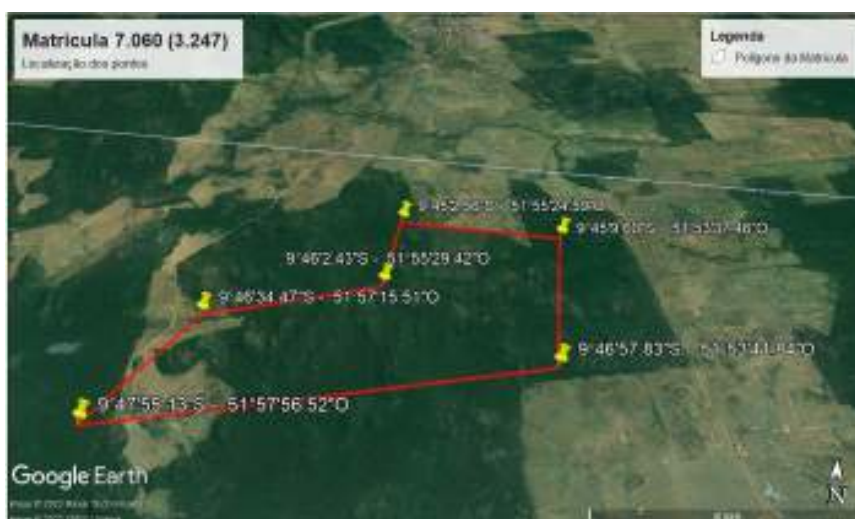 Matricula 7.060 (3.247)
Localização dos pontos
Legenda
Polígono da Matrícula
9°46'2.43"S - 51°55'29.42"O
9°46'34.47"S - 51°57'15.51"O
9°46'57.83"S -
9°47'55.13"S - 51°57'56.52"O
Google Earth
N